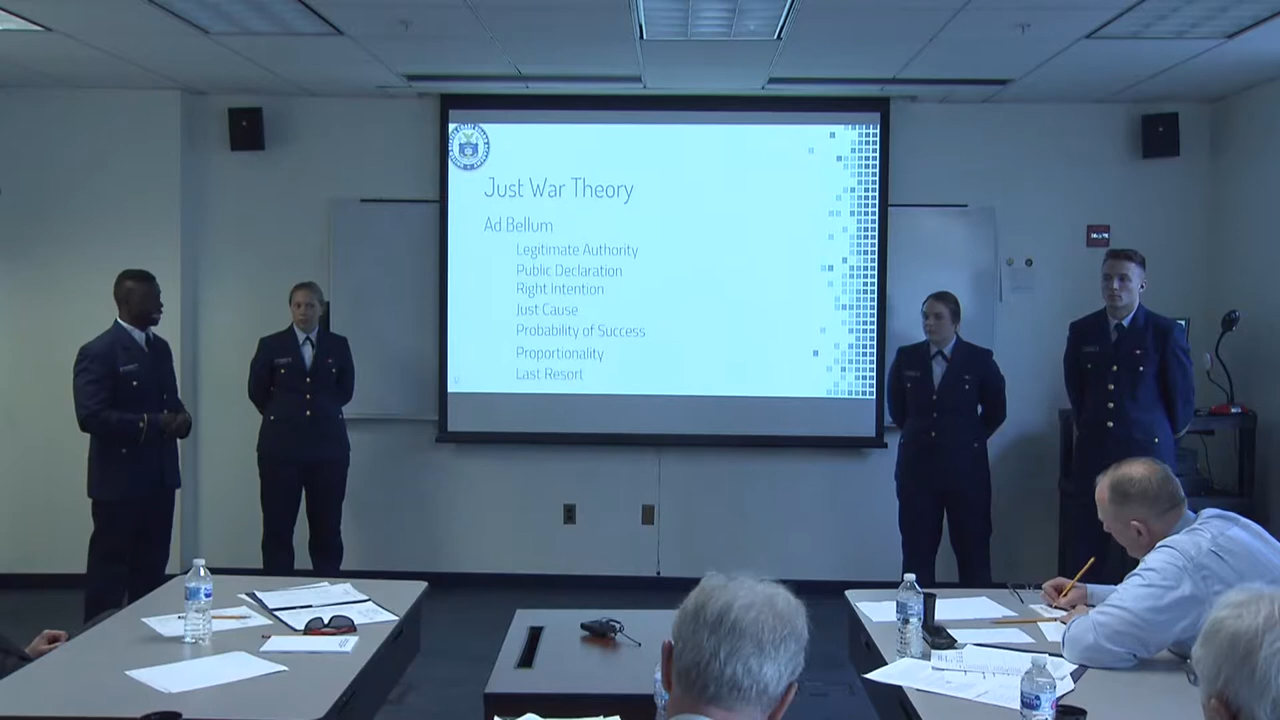 Just War Theory
Ad Bellum
Legitimate Authority
Public Declaration
Right Intention
Just Cause
Probability of Success
Proportionality
Last Resort